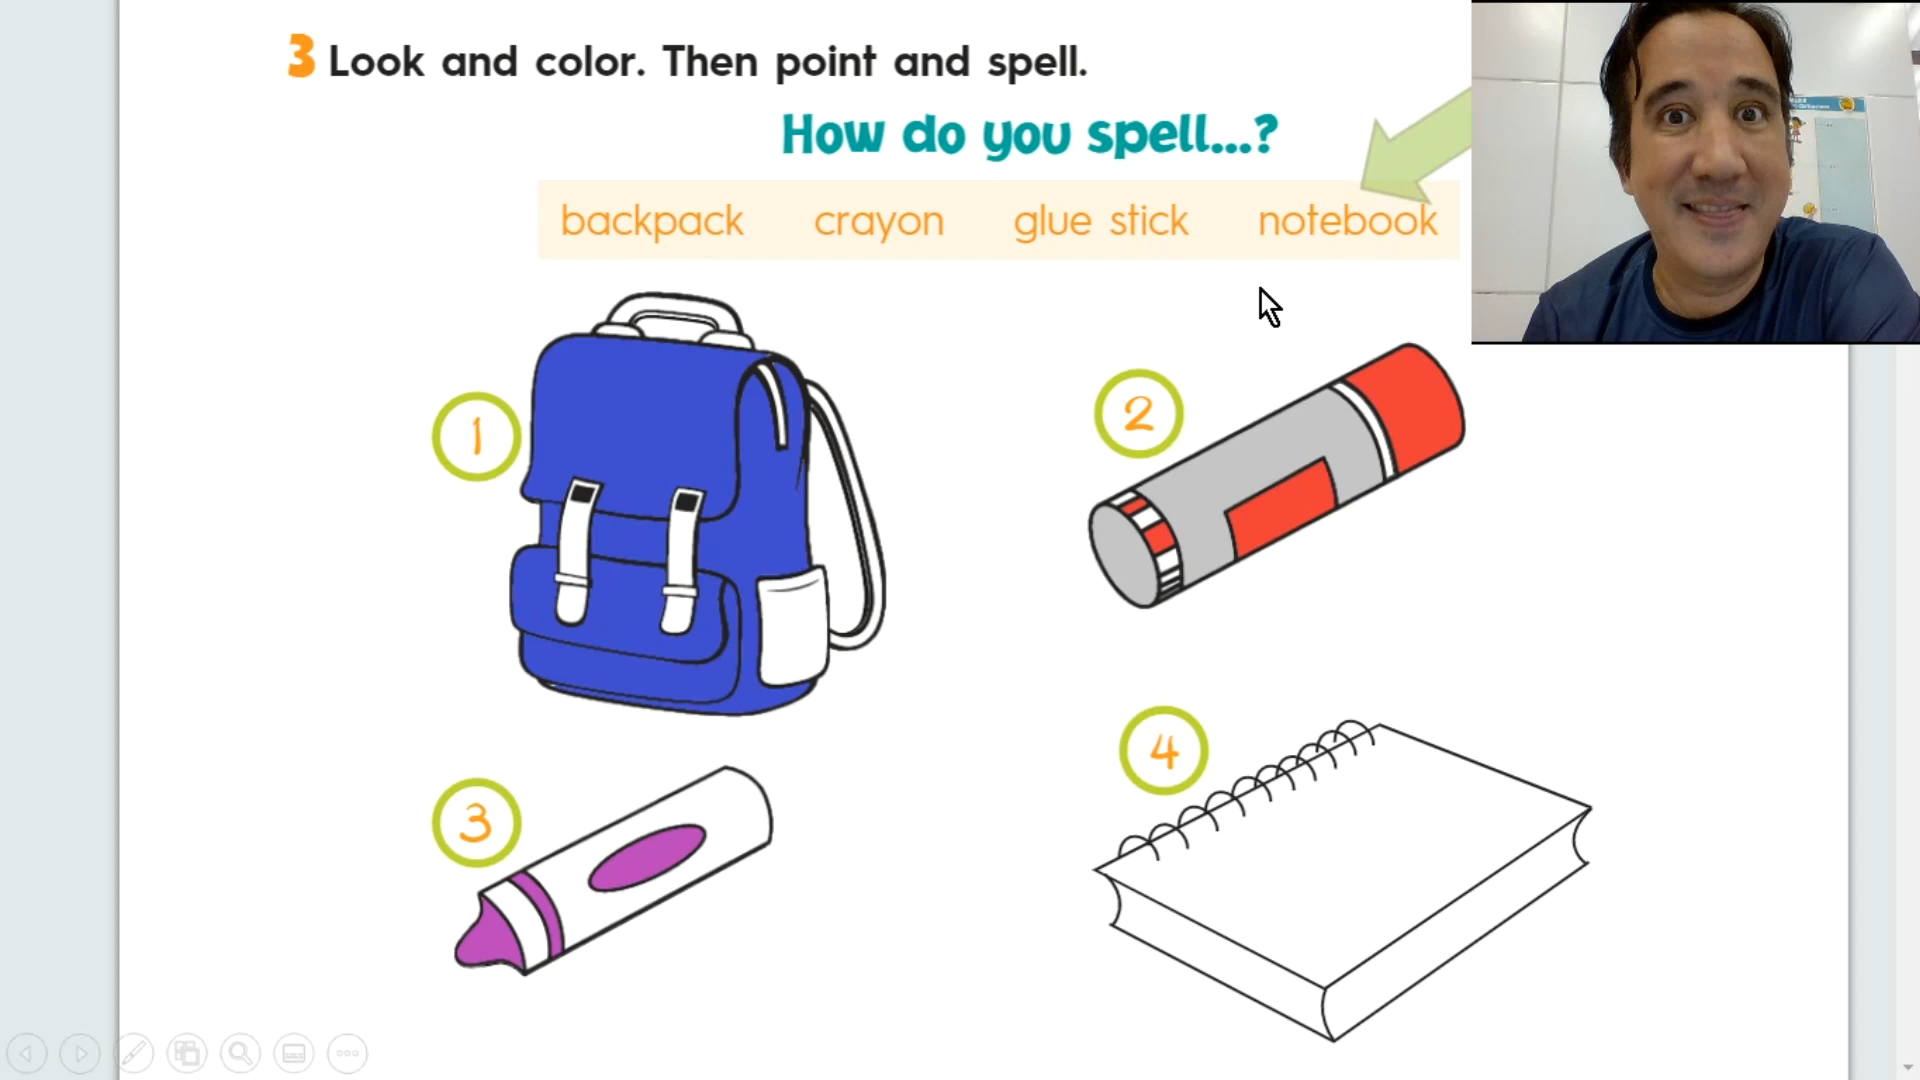 3 Look and color. Then point and spell.
How do you spell...?
backpack crayon glue stick notebook
1
2
3
4